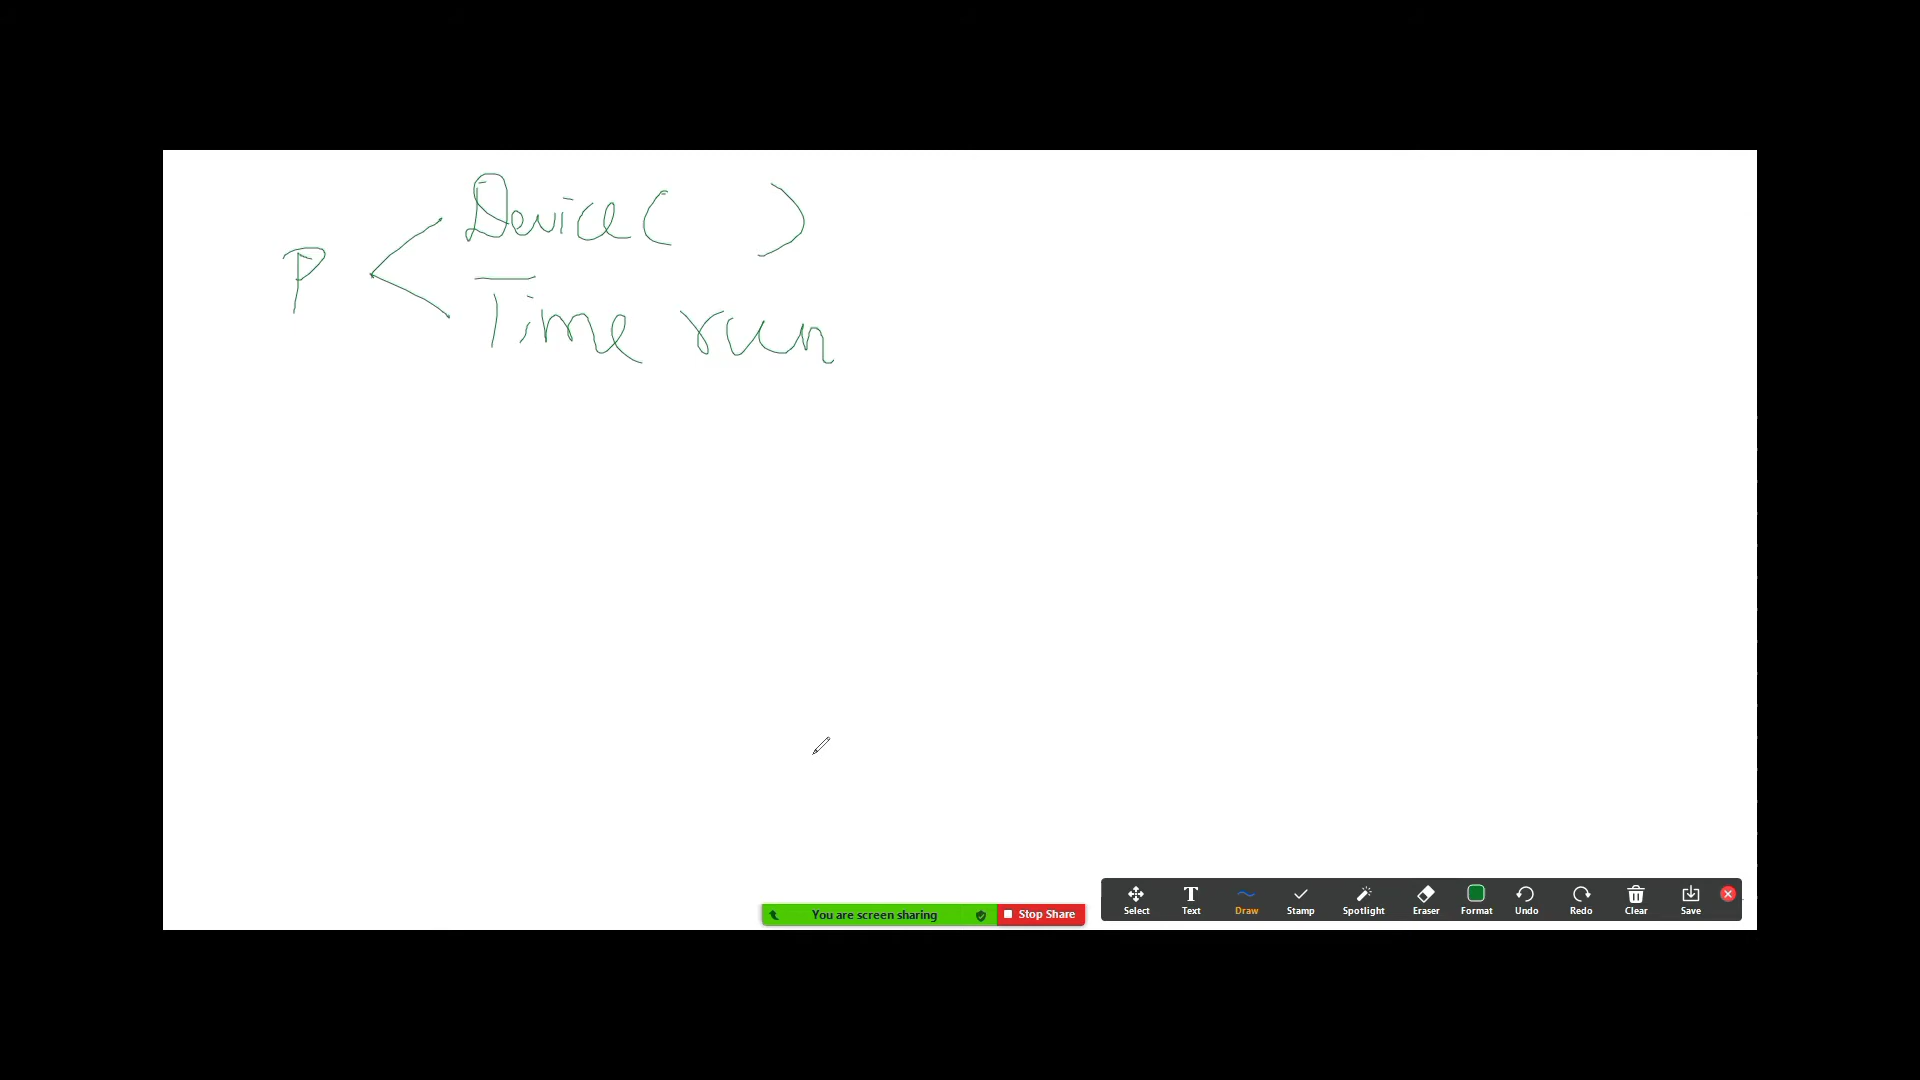 Device( )
P
Time run
You are screen sharing
Stop Share
Select Text Draw Stamp Spotlight Eraser Format Undo Redo Clear Save